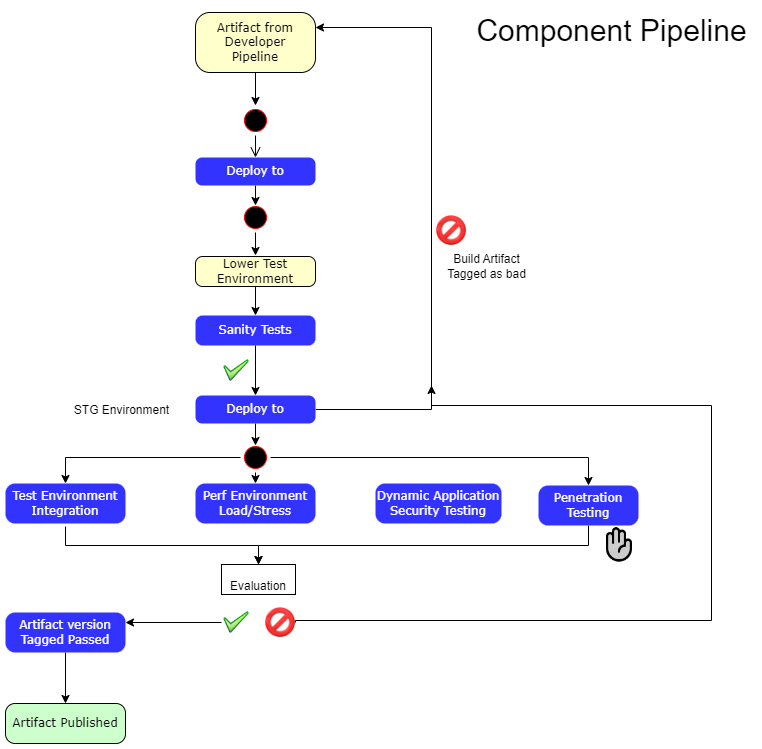 Component Pipeline
Artifact from
Developer
Pipeline
Deploy to
Build Artifact
Tagged as bad
Lower Test
Environment
Sanity Tests
STG Environment
Deploy to
Test Environment
Integration
Perf Environment
Load/Stress
Dynamic Application
Security Testing
Penetration
Testing
Evaluation
Artifact version
Tagged Passed
Artifact Published